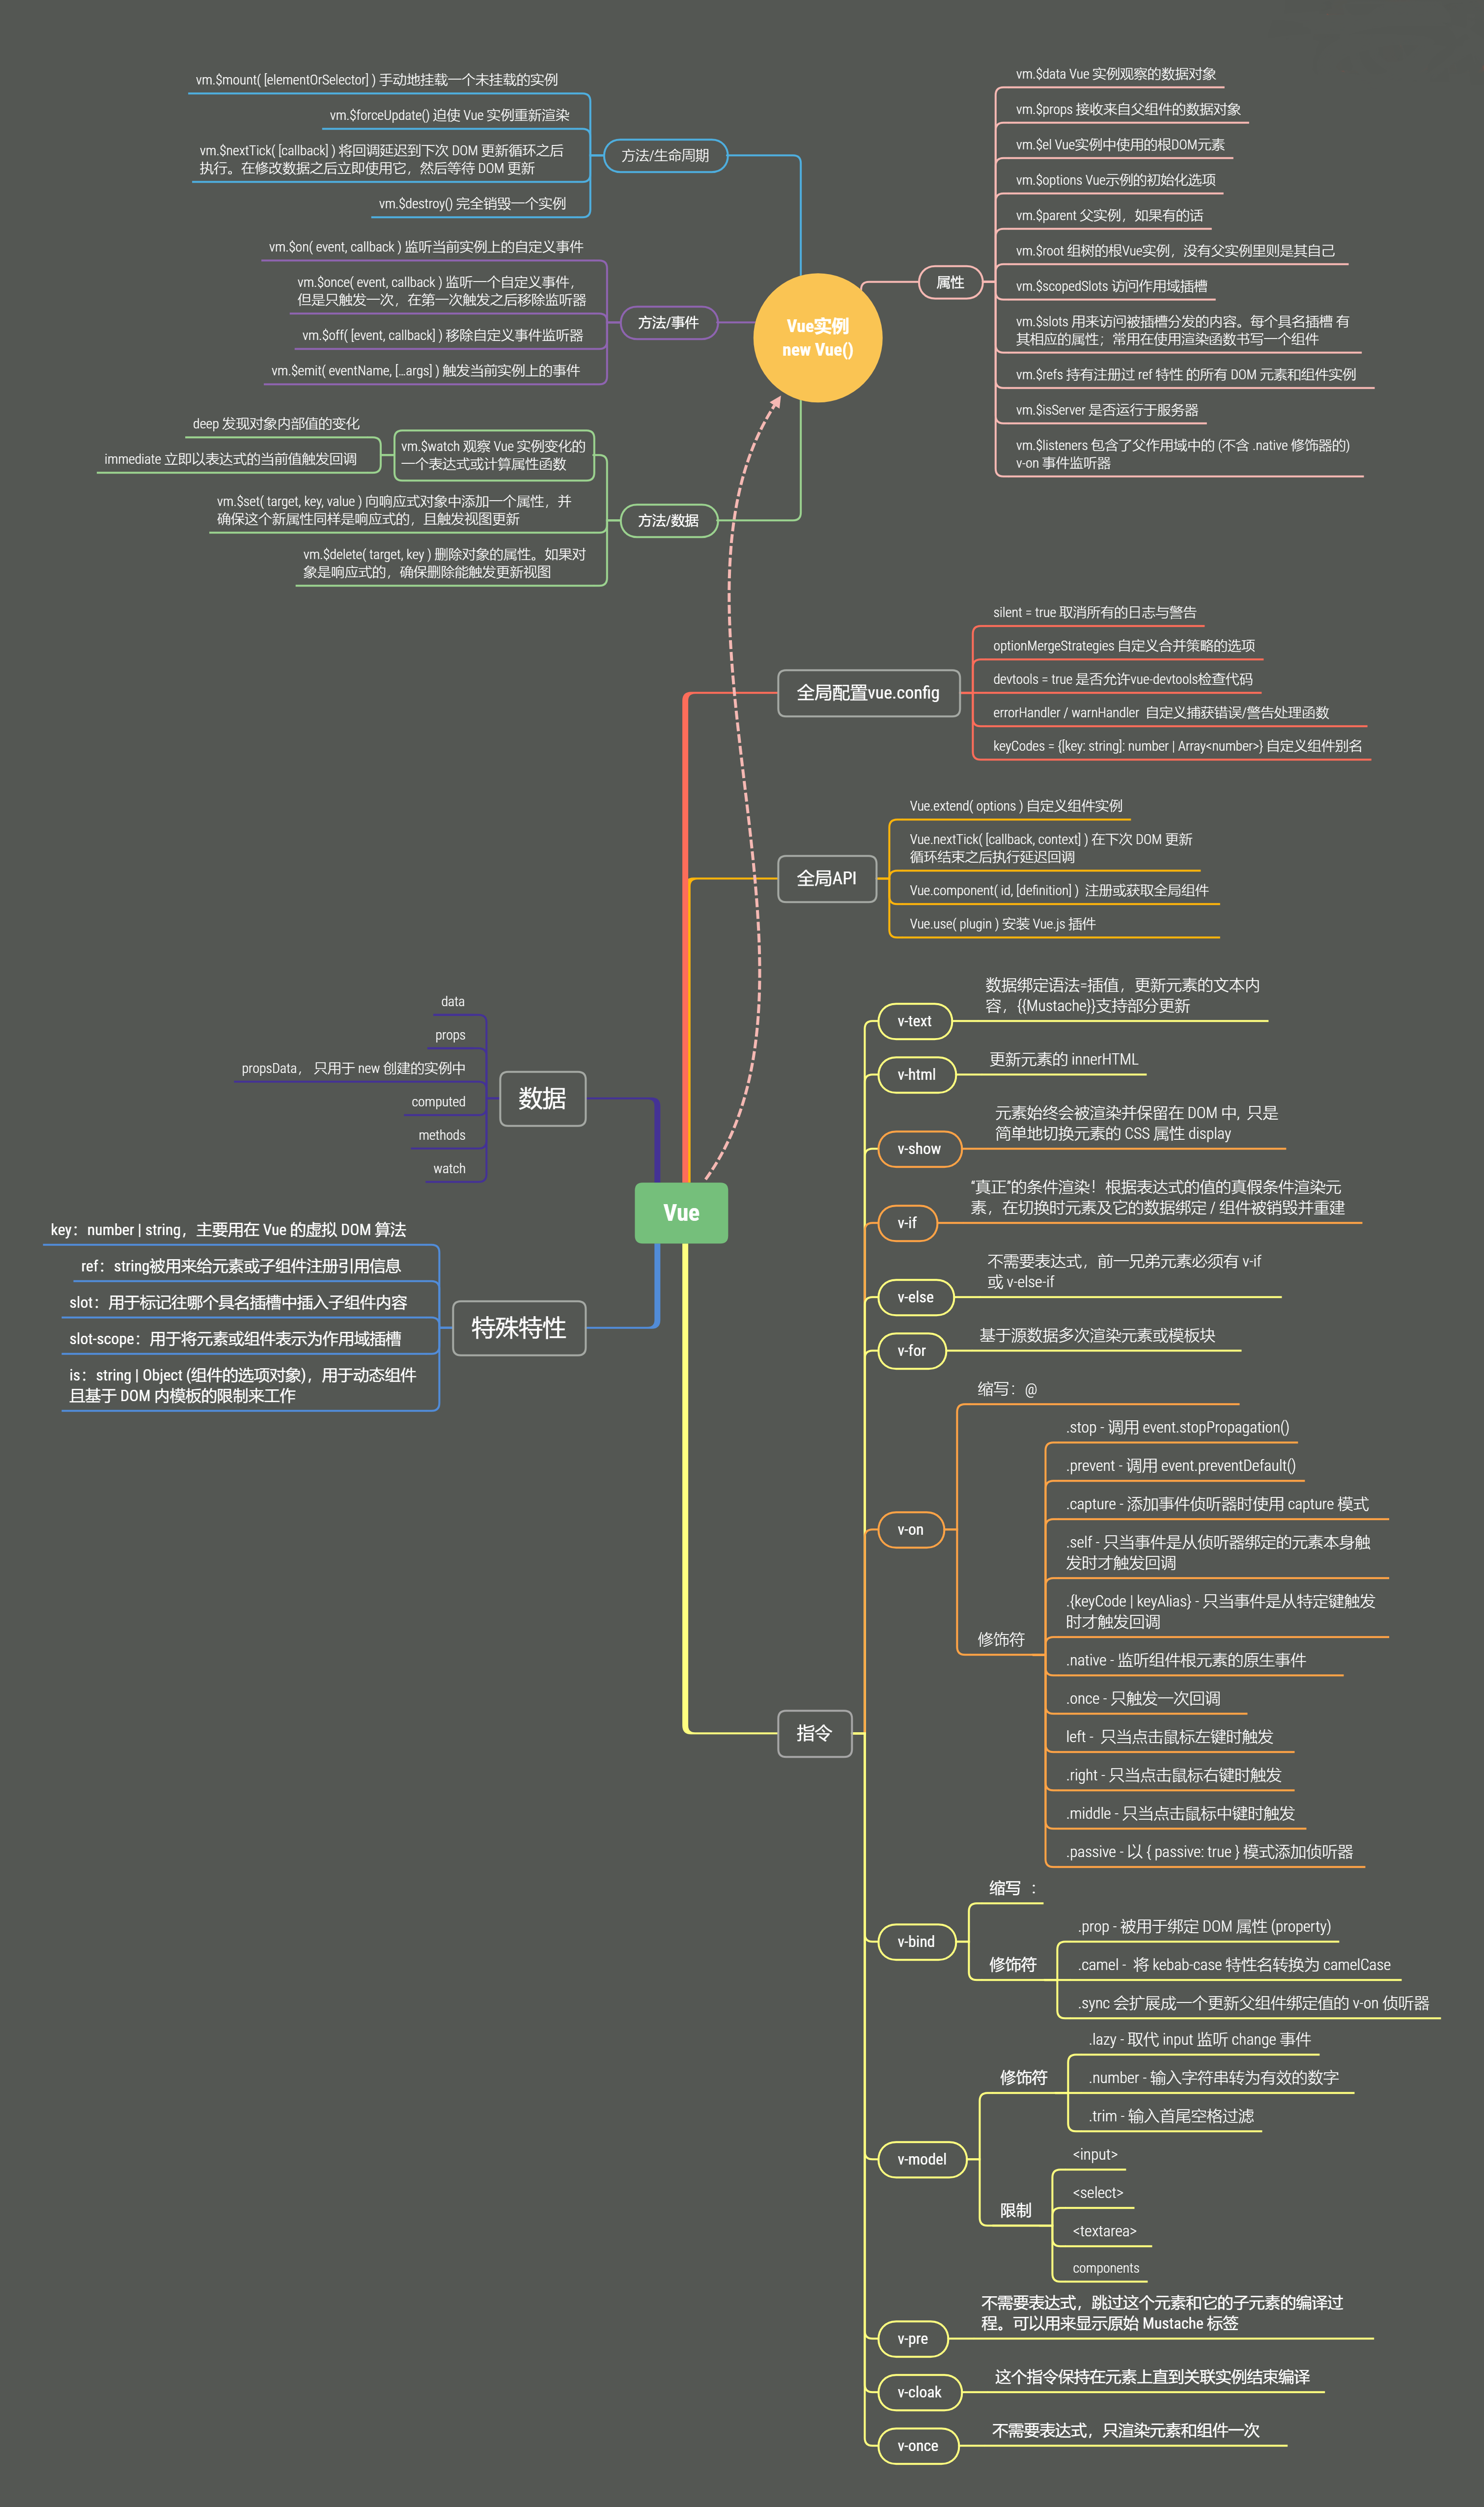 vm.$mount( [elementOrSelector] ) 手动地挂载一个未挂载的实例
vm.$forceUpdate() 迫使 Vue 实例重新渲染
vm.$nextTick( [callback] ) 将回调延迟到下次 DOM 更新循环之后
执行。在修改数据之后立即使用它，然后等待 DOM 更新
vm.$destroy() 完全销毁一个实例
方法/生命周期
vm.$on( event, callback ) 监听当前实例上的自定义事件
vm.$once( event, callback ) 监听一个自定义事件，
但是只触发一次，在第一次触发之后移除监听器
vm.$off( [event, callback] ) 移除自定义事件监听器
vm.$emit( eventName, [...args] ) 触发当前实例上的事件
方法/事件
deep 发现对象内部值的变化
immediate 立即以表达式的当前值触发回调
vm.$watch 观察 Vue 实例变化的
一个表达式或计算属性函数
vm.$set( target, key, value ) 向响应式对象中添加一个属性，并
确保这个新属性同样是响应式的，且触发视图更新
vm.$delete( target, key ) 删除对象的属性。如果对
象是响应式的，确保删除能触发更新视图
方法/数据
Vue实例
new Vue()
属性
vm.$data Vue 实例观察的数据对象
vm.$props 接收来自父组件的数据对象
vm.$el Vue实例中使用的根DOM元素
vm.$options Vue示例的初始化选项
vm.$parent 父实例，如果有的话
vm.$root 组树的根Vue实例，没有父实例里则是其自己
vm.$scopedSlots 访问作用域插槽
vm.$slots 用来访问被插槽分发的内容。每个具名插槽 有
其相应的属性；常用在使用渲染函数书写一个组件
vm.$refs 持有注册过 ref 特性 的所有 DOM 元素和组件实例
vm.$isServer 是否运行于服务器
vm.$listeners 包含了父作用域中的 (不含 .native 修饰器的)
v-on 事件监听器
全局配置vue.config
silent = true 取消所有的日志与警告
optionMergeStrategies 自定义合并策略的选项
devtools = true 是否允许vue-devtools检查代码
errorHandler / warnHandler  自定义捕获错误/警告处理函数
keyCodes = {[key: string]: number | Array<number>} 自定义组件别名
全局API
Vue.extend( options ) 自定义组件实例
Vue.nextTick( [callback, context] ) 在下次 DOM 更新
循环结束之后执行延迟回调
Vue.component( id, [definition] )  注册或获取全局组件
Vue.use( plugin ) 安装 Vue.js 插件
data
props
propsData， 只用于 new 创建的实例中
computed
methods
watch
数据
Vue
key：number | string，主要用在 Vue 的虚拟 DOM 算法
ref：string被用来给元素或子组件注册引用信息
slot：用于标记往哪个具名插槽中插入子组件内容
slot-scope：用于将元素或组件表示为作用域插槽
is：string | Object (组件的选项对象)，用于动态组件
且基于 DOM 内模板的限制来工作
特殊特性
指令
v-text
数据绑定语法=插值，更新元素的文本内
容，{{Mustache}}支持部分更新
v-html
更新元素的 innerHTML
v-show
元素始终会被渲染并保留在 DOM 中, 只是
简单地切换元素的 CSS 属性 display
v-if
“真正”的条件渲染！根据表达式的值的真假条件渲染元
素，在切换时元素及它的数据绑定 / 组件被销毁并重建
v-else
不需要表达式，前一兄弟元素必须有 v-if
或 v-else-if
v-for
基于源数据多次渲染元素或模板块
v-on
缩写：@
修饰符
.stop - 调用 event.stopPropagation()
.prevent - 调用 event.preventDefault()
.capture - 添加事件侦听器时使用 capture 模式
.self - 只当事件是从侦听器绑定的元素本身触
发时才触发回调
.{keyCode | keyAlias} - 只当事件是从特定键触发
时才触发回调
.native - 监听组件根元素的原生事件
.once - 只触发一次回调
left -  只当点击鼠标左键时触发
.right - 只当点击鼠标右键时触发
.middle - 只当点击鼠标中键时触发
.passive - 以 { passive: true } 模式添加侦听器
v-bind
缩写 ：
修饰符
.prop - 被用于绑定 DOM 属性 (property)
.camel -  将 kebab-case 特性名转换为 camelCase
.sync 会扩展成一个更新父组件绑定值的 v-on 侦听器
v-model
修饰符
.lazy - 取代 input 监听 change 事件
.number - 输入字符串转为有效的数字
.trim - 输入首尾空格过滤
限制
<input>
<select>
<textarea>
components
v-pre
不需要表达式，跳过这个元素和它的子元素的编译过
程。可以用来显示原始 Mustache 标签
v-cloak
这个指令保持在元素上直到关联实例结束编译
v-once
不需要表达式，只渲染元素和组件一次